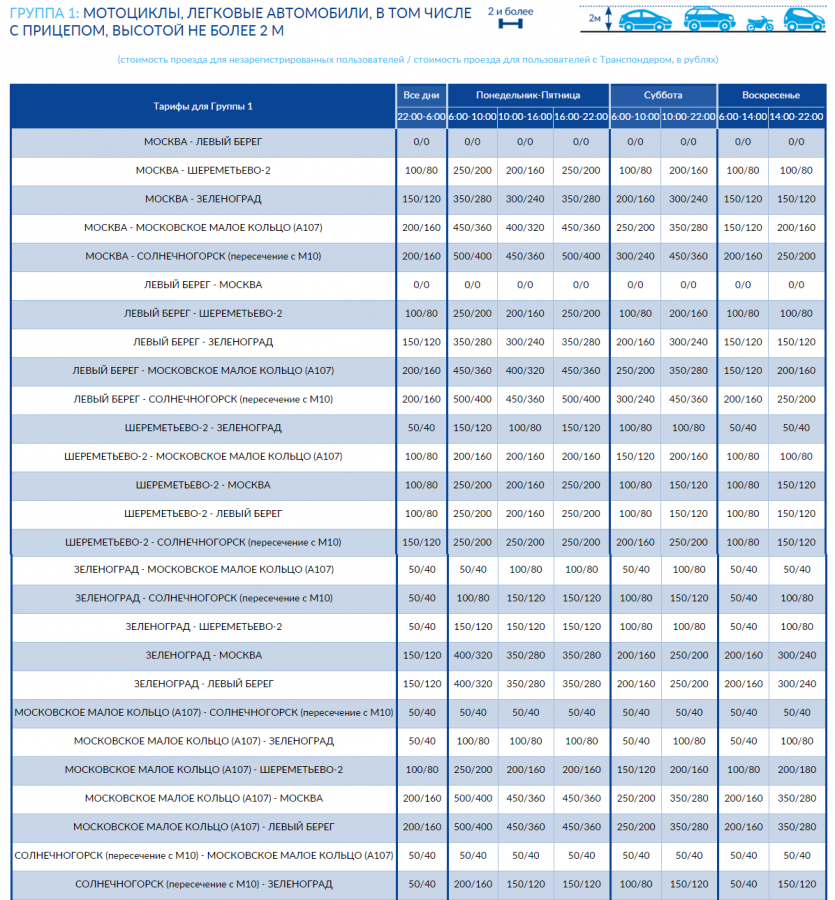 ГРУППА 1: МОТОЦИКЛЫ, ЛЕГКОВЫЕ АВТОМОБИЛИ, В ТОМ ЧИСЛЕ
С ПРИЦЕПОМ, ВЫСОТОЙ НЕ БОЛЕЕ 2 М
2 и более
2м
(стоимость проезда для незарегистрированных пользователей / стоимость проезда для пользователей с Транспондером, в рублях)
Тарифы для Группы 1
Все дни Понедельник-Пятница Суббота Воскресенье
22:00-6:00 6:00-10:00 10:00-16:00 16:00-22:00 6:00-10:00 10:00-22:00 6:00-14:00 14:00-22:00
МОСКВА - ЛЕВЫЙ БЕРЕГ 0/0 0/0 0/0 0/0 0/0 0/0 0/0 0/0
МОСКВА - ШЕРЕМЕТЬЕВО-2 100/80 250/200 200/160 250/200 100/80 200/160 100/80 100/80
МОСКВА - ЗЕЛЕНОГРАД 150/120 350/280 300/240 350/280 200/160 300/240 150/120 150/120
МОСКВА - МОСКОВСКОЕ МАЛОЕ КОЛЬЦО (А107) 200/160 450/360 400/320 450/360 250/200 350/280 150/120 200/160
МОСКВА - СОЛНЕЧНОГОРСК (пересечение с М10) 200/160 500/400 450/360 500/400 300/240 450/360 200/160 250/200
ЛЕВЫЙ БЕРЕГ - МОСКВА 0/0 0/0 0/0 0/0 0/0 0/0 0/0 0/0
ЛЕВЫЙ БЕРЕГ - ШЕРЕМЕТЬЕВО-2 100/80 250/200 200/160 250/200 100/80 200/160 100/80 100/80
ЛЕВЫЙ БЕРЕГ - ЗЕЛЕНОГРАД 150/120 350/280 300/240 350/280 200/160 300/240 150/120 150/120
ЛЕВЫЙ БЕРЕГ - МОСКОВСКОЕ МАЛОЕ КОЛЬЦО (А107) 200/160 450/360 400/320 450/360 250/200 350/280 150/120 200/160
ЛЕВЫЙ БЕРЕГ - СОЛНЕЧНОГОРСК (пересечение с М10) 200/160 500/400 450/360 500/400 300/240 450/360 200/160 250/200
ШЕРЕМЕТЬЕВО-2 - ЗЕЛЕНОГРАД 50/40 150/120 100/80 150/120 100/80 100/80 50/40 50/40
ШЕРЕМЕТЬЕВО-2 - МОСКОВСКОЕ МАЛОЕ КОЛЬЦО (А107) 100/80 200/160 200/160 200/160 150/120 200/160 100/80 100/80
ШЕРЕМЕТЬЕВО-2 - МОСКВА 100/80 250/200 200/160 250/200 100/80 150/120 100/80 150/120
ШЕРЕМЕТЬЕВО-2 - ЛЕВЫЙ БЕРЕГ 100/80 250/200 200/160 250/200 100/80 150/120 100/80 150/120
ШЕРЕМЕТЬЕВО-2 - СОЛНЕЧНОГОРСК (пересечение с М10) 150/120 250/200 250/200 250/200 200/160 250/200 100/80 150/120
ЗЕЛЕНОГРАД - МОСКОВСКОЕ МАЛОЕ КОЛЬЦО (А107) 50/40 50/40 100/80 100/80 50/40 100/80 50/40 50/40
ЗЕЛЕНОГРАД - СОЛНЕЧНОГОРСК (пересечение с М10) 50/40 100/80 150/120 150/120 100/80 150/120 50/40 100/80
ЗЕЛЕНОГРАД - ШЕРЕМЕТЬЕВО-2 50/40 150/120 150/120 150/120 100/80 100/80 50/40 100/80
ЗЕЛЕНОГРАД - МОСКВА 150/120 400/320 350/280 350/280 200/160 250/200 200/160 300/240
ЗЕЛЕНОГРАД - ЛЕВЫЙ БЕРЕГ 150/120 400/320 350/280 350/280 200/160 250/200 200/160 300/240
МОСКОВСКОЕ МАЛОЕ КОЛЬЦО (А107) - СОЛНЕЧНОГОРСК (пересечение с М10) 50/40 50/40 50/40 50/40 50/40 50/40 50/40 50/40
МОСКОВСКОЕ МАЛОЕ КОЛЬЦО (А107) - ЗЕЛЕНОГРАД 50/40 100/80 100/80 100/80 50/40 100/80 50/40 100/80
МОСКОВСКОЕ МАЛОЕ КОЛЬЦО (А107) - ШЕРЕМЕТЬЕВО-2 100/80 250/200 200/160 200/160 150/120 200/160 100/80 200/180
МОСКОВСКОЕ МАЛОЕ КОЛЬЦО (А107) - МОСКВА 200/160 500/400 450/360 450/360 250/200 350/280 200/160 350/280
МОСКОВСКОЕ МАЛОЕ КОЛЬЦО (А107) - ЛЕВЫЙ БЕРЕГ 200/160 500/400 450/360 450/360 250/200 350/280 200/160 350/280
СОЛНЕЧНОГОРСК (пересечение с М10) - МОСКОВСКОЕ МАЛОЕ КОЛЬЦО (А107) 50/40 50/40 50/40 50/40 50/40 50/40 50/40 50/40
СОЛНЕЧНОГОРСК (пересечение с М10) - ЗЕЛЕНОГРАД 50/40 200/160 150/120 150/120 100/80 150/120 50/40 150/120